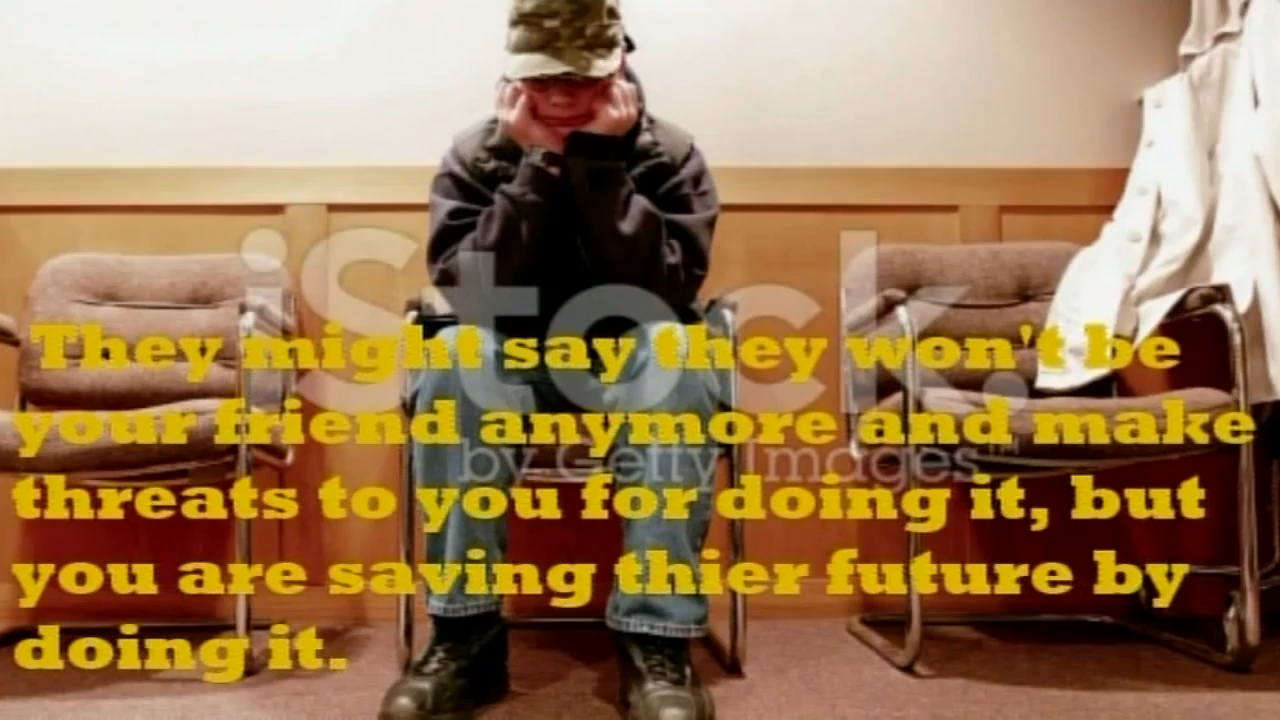 They might say they won't be
your friend anymore and make
threats to you for doing it, but
you are saving thier future by
doing it.
iStock.
by Getty Images™